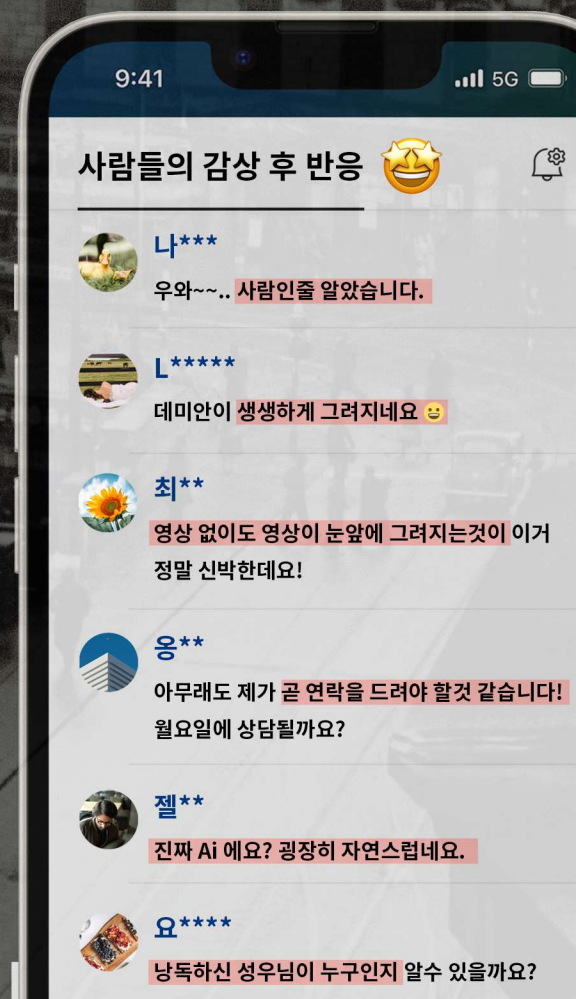 9:41
5G
사람들의 감상 후 반응
나***
우와~~.. 사람인줄 알았습니다.
L*****
데미안이 생생하게 그려지네요 😀
최**
영상 없이도 영상이 눈앞에 그려지는것이 이거
정말 신박한데요!
옹**
아무래도 제가 곧 연락을 드려야 할것 같습니다!
월요일에 상담될까요?
젤**
진짜 Ai 에요? 굉장히 자연스럽네요.
요****
낭독하신 성우님이 누구인지 알수 있을까요?